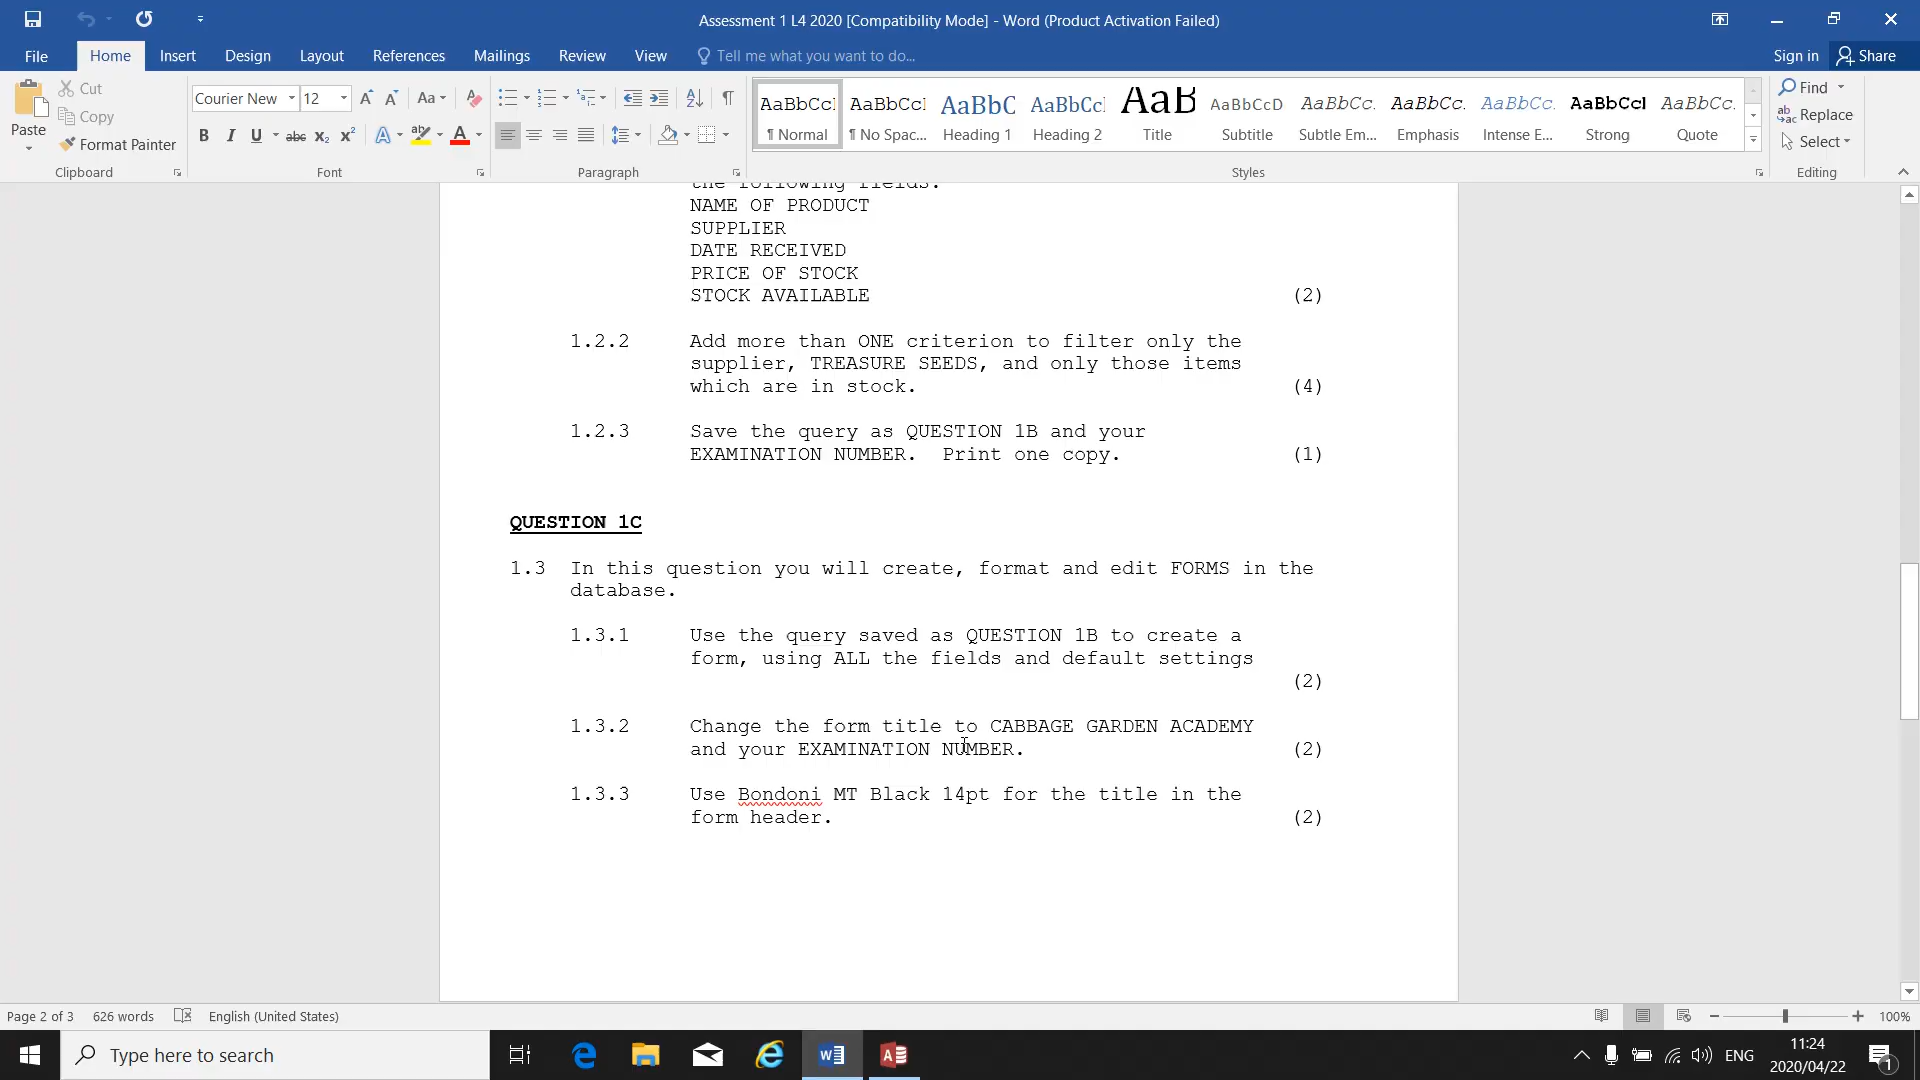 Assessment 1 L4 2020 [Compatibility Mode] - Word (Product Activation Failed)
File Home Insert Design Layout References Mailings Review View Tell me what you want to do... Sign in Share
Paste
Cut
Copy
Format Painter
Clipboard
Courier New 12
Font
Paragraph
AaBbCcI AaBbCcI AaBbC AaBbCcI AaB AaBbCcD AaBbCc. AaBbCc. AaBbCc. AaBbCcI AaBbCc.
¶ Normal ¶ No Spac... Heading 1 Heading 2 Title Subtitle Subtle Em... Emphasis Intense E... Strong Quote
Styles
Find
Replace
Select
Editing
the following fields:
NAME OF PRODUCT
SUPPLIER
DATE RECEIVED
PRICE OF STOCK
STOCK AVAILABLE (2)
1.2.2 Add more than ONE criterion to filter only the
supplier, TREASURE SEEDS, and only those items
which are in stock. (4)
1.2.3 Save the query as QUESTION 1B and your
EXAMINATION NUMBER. Print one copy. (1)
QUESTION 1C
1.3 In this question you will create, format and edit FORMS in the
database.
1.3.1 Use the query saved as QUESTION 1B to create a
form, using ALL the fields and default settings
(2)
1.3.2 Change the form title to CABBAGE GARDEN ACADEMY
and your EXAMINATION NUMBER. (2)
1.3.3 Use Bondoni MT Black 14pt for the title in the
form header. (2)
Page 2 of 3 626 words English (United States) 100%
Type here to search
ENG
11:24
2020/04/22
1